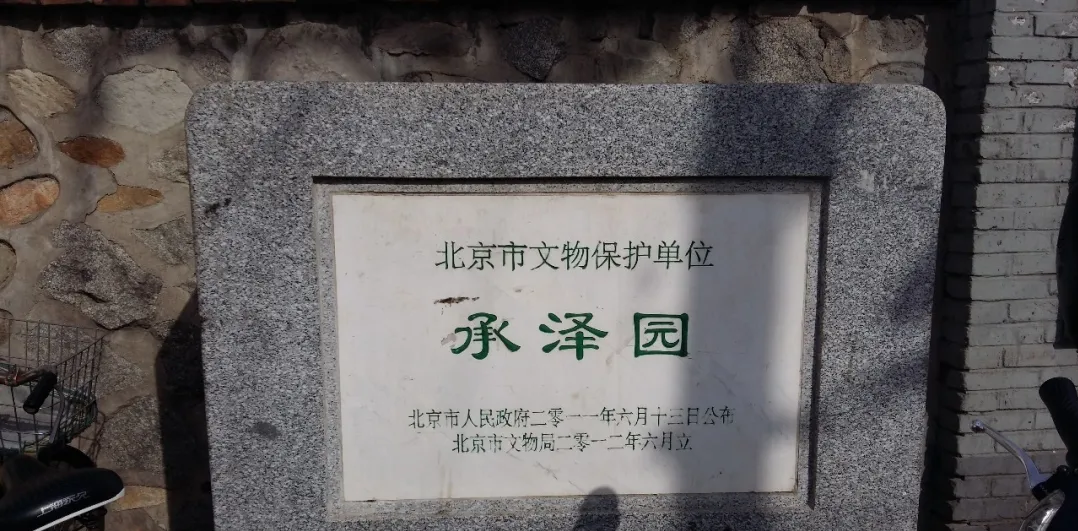 北京市文物保护单位
承泽园
北京市人民政府二零一一年六月十三日公布
北京市文物局二零一二年六月立